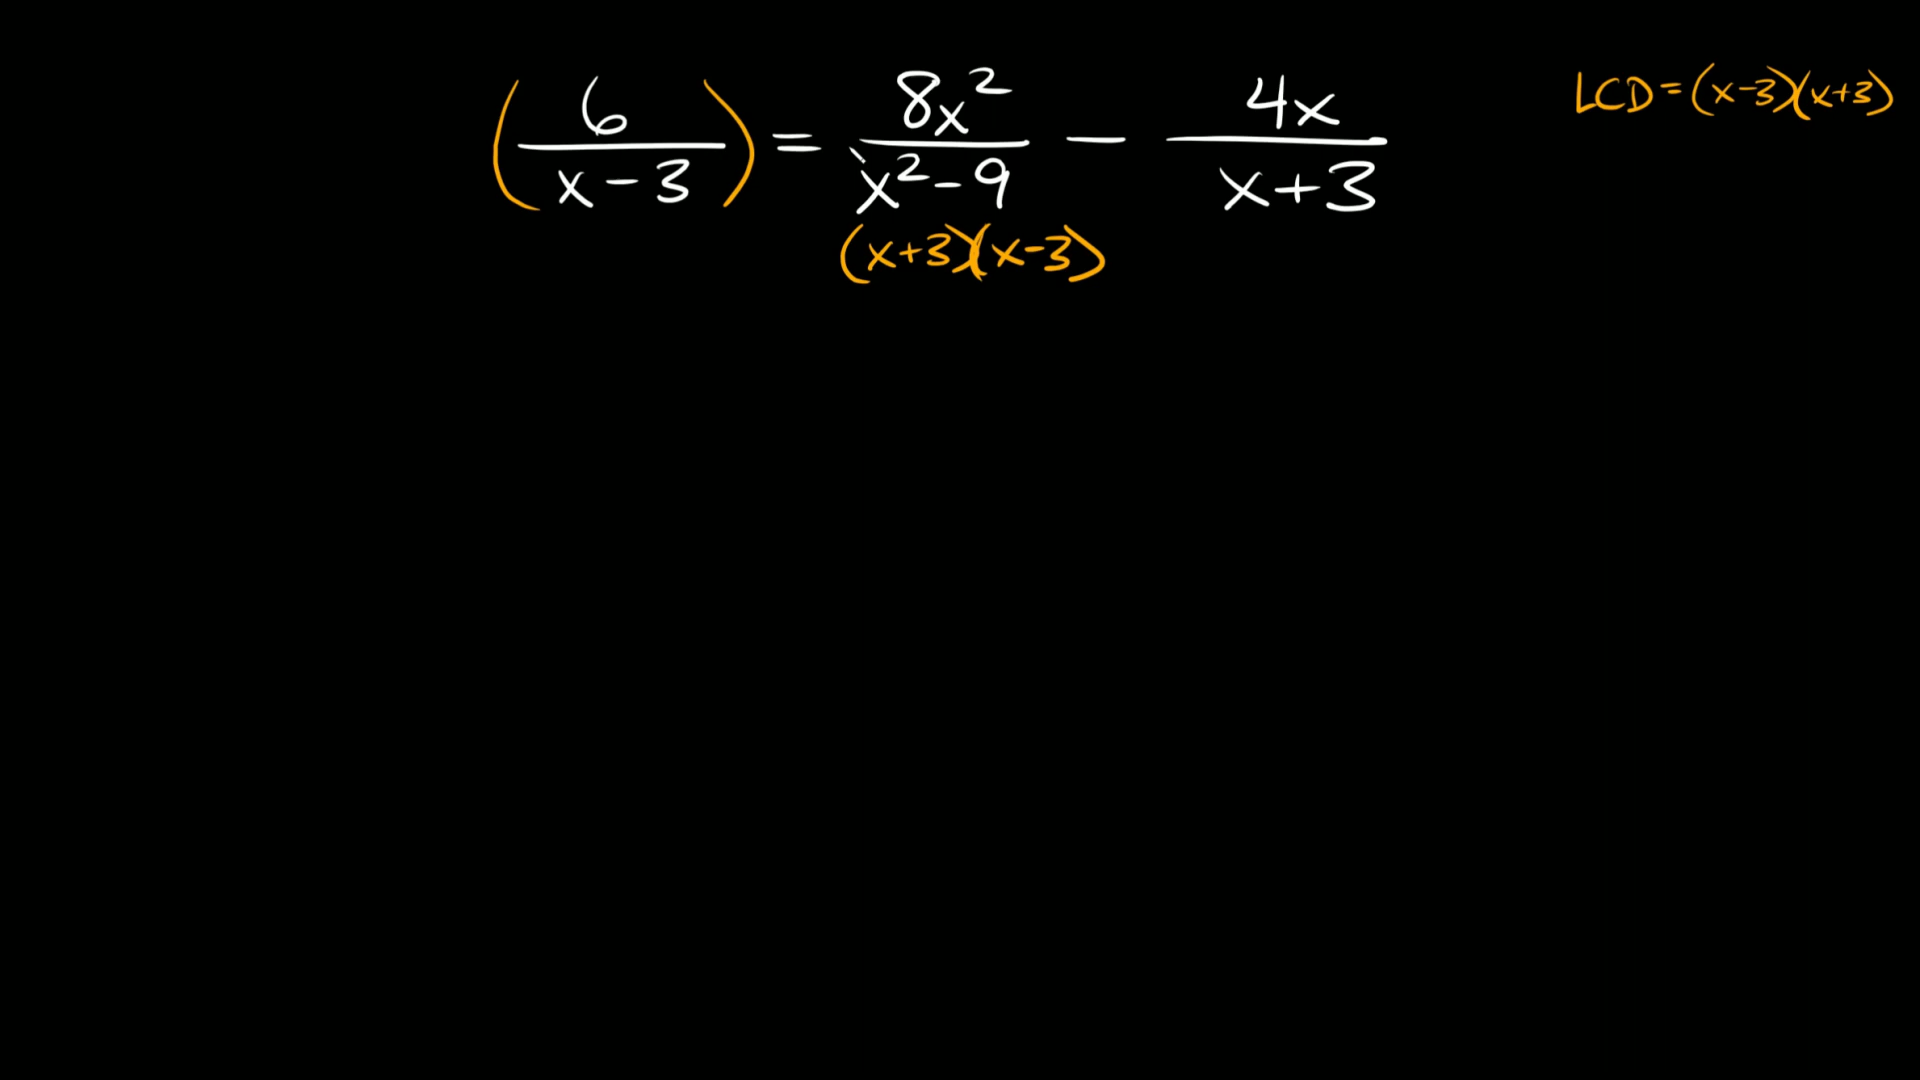 (6/(x-3)) = 8x²/(x²-9) - 4x/(x+3)
LCD=(x-3)(x+3)
(x+3)(x-3)